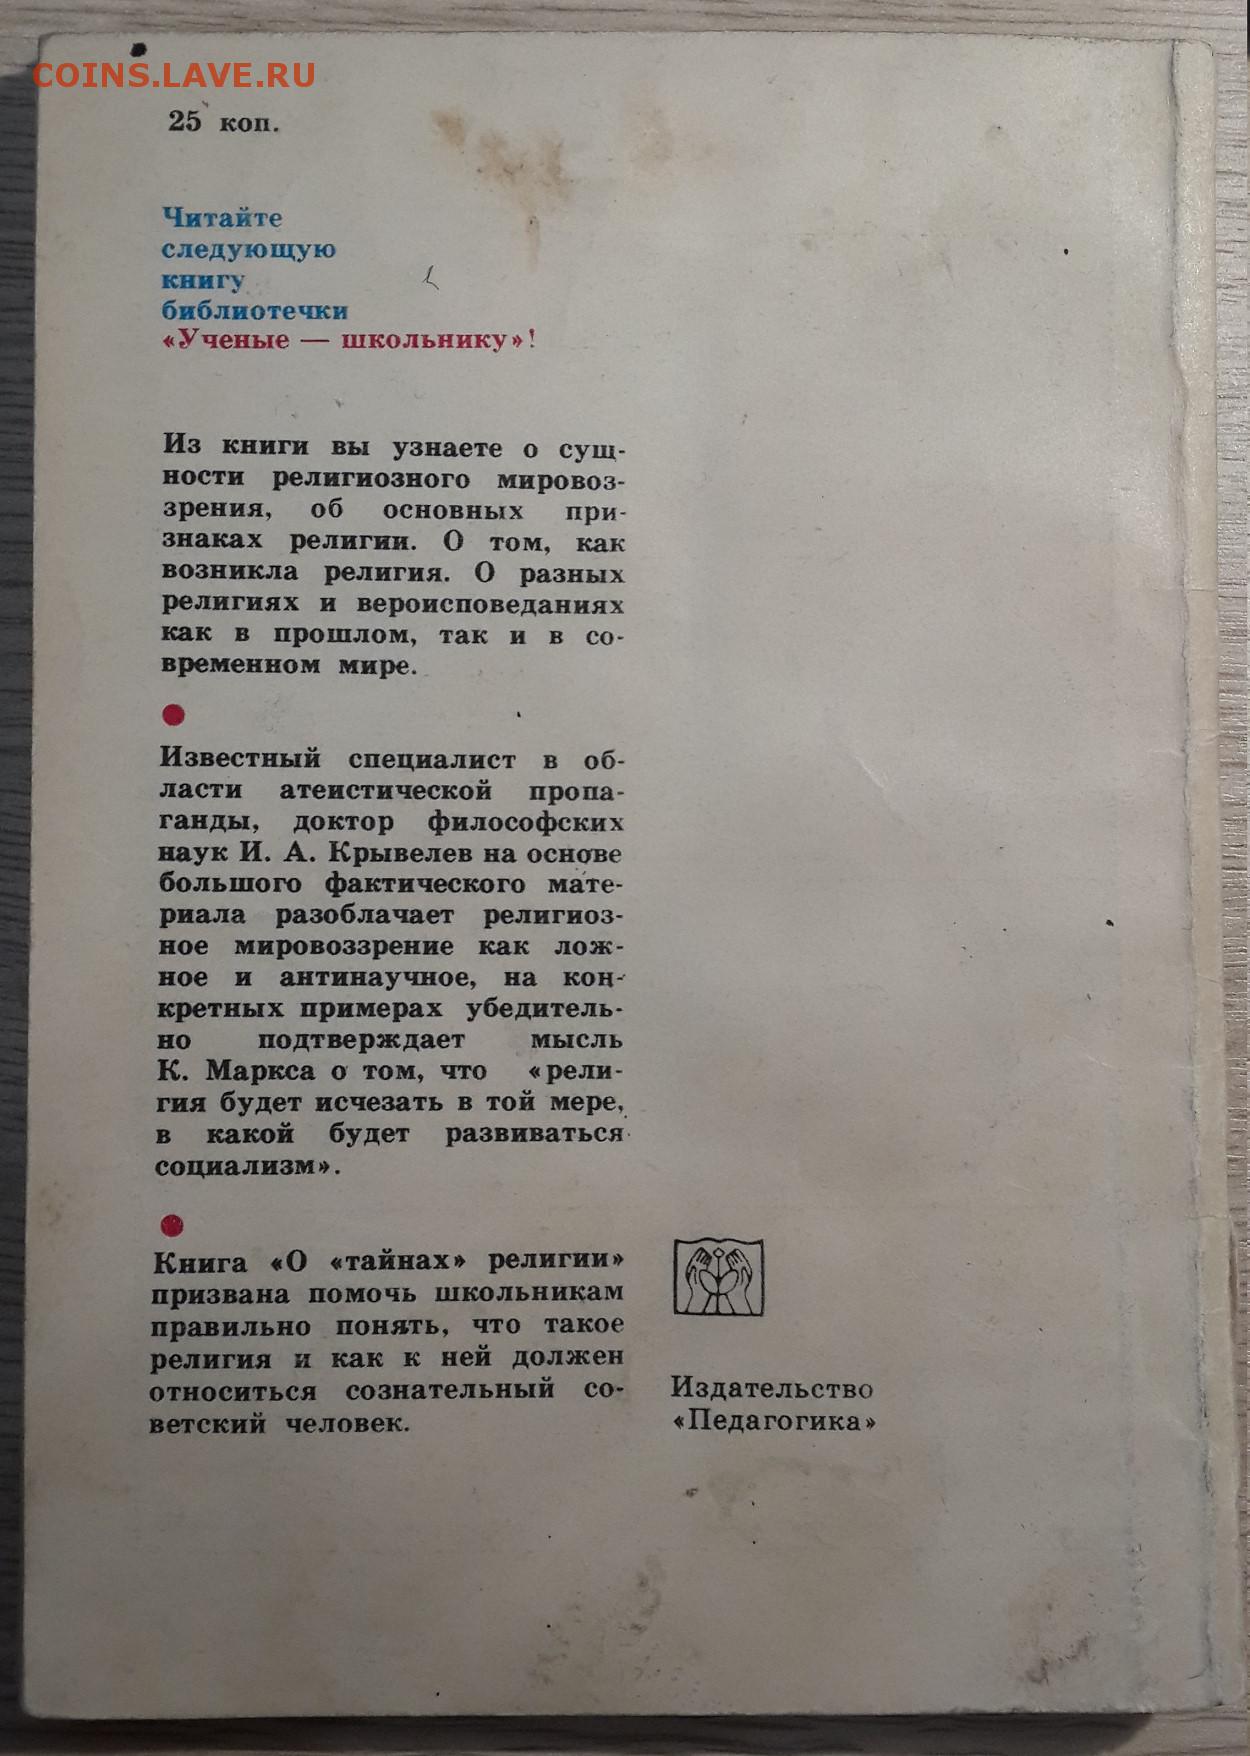 COINS.LAVE.RU
25 коп.
Читайте
следующую
книгу
библиотечки
«Ученые — школьнику»!
Из книги вы узнаете о сущ-
ности религиозного мировоз-
зрения, об основных при-
знаках религии. О том, как
возникла религия. О разных
религиях и вероисповеданиях
как в прошлом, так и в со-
временном мире.
Известный специалист в об-
ласти атеистической пропа-
ганды, доктор философских
наук И. А. Крывелев на основе
большого фактического мате-
риала разоблачает религиоз-
ное мировоззрение как лож-
ное и антинаучное, на кон-
кретных примерах убедитель-
но подтверждает мысль
К. Маркса о том, что «рели-
гия будет исчезать в той мере,
в какой будет развиваться
социализм».
Книга «О «тайнах» религии»
призвана помочь школьникам
правильно понять, что такое
религия и как к ней должен
относиться сознательный со-
ветский человек.
Издательство
«Педагогика»